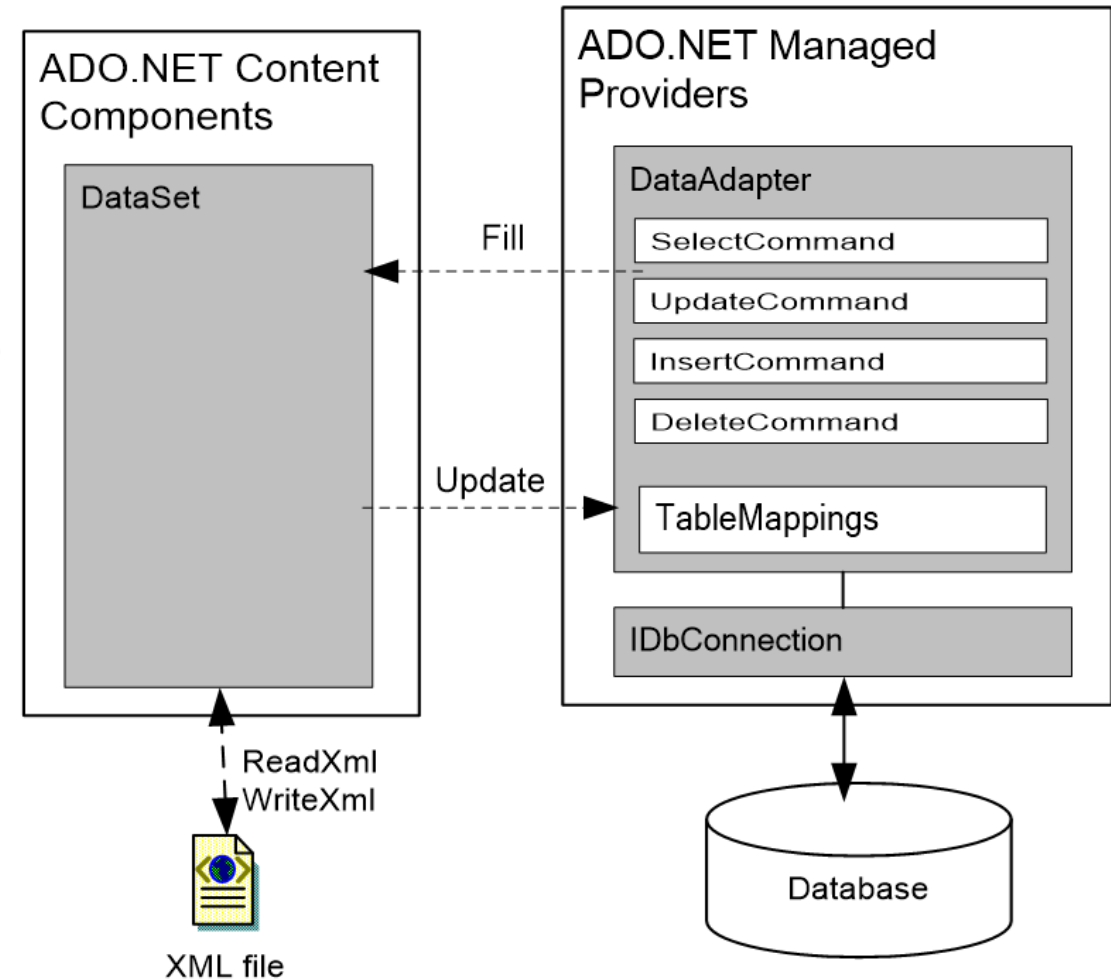 ADO.NET Content
Components
DataSet
ReadXml
WriteXml
XML file
Fill
Update
ADO.NET Managed
Providers
DataAdapter
SelectCommand
UpdateCommand
InsertCommand
DeleteCommand
TableMappings
IDbConnection
Database